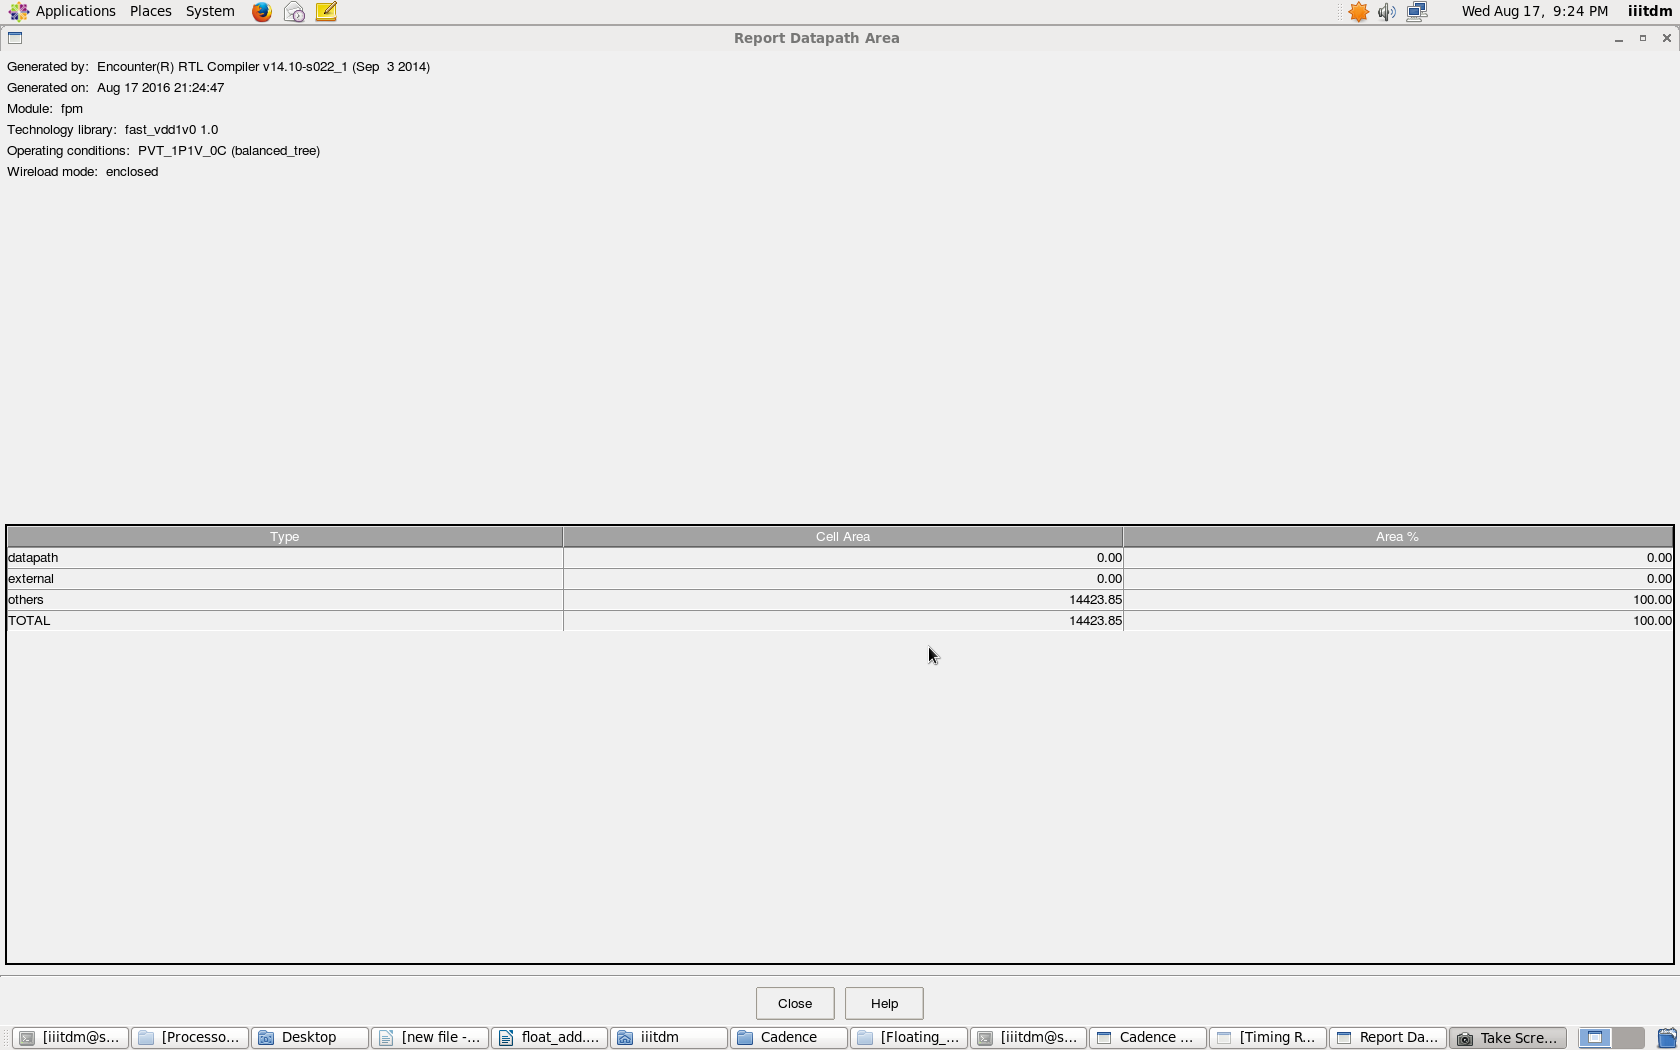 Applications Places System Wed Aug 17, 9:24 PM iiitdm
Report Datapath Area
Generated by: Encounter(R) RTL Compiler v14.10-s022_1 (Sep 3 2014)
Generated on: Aug 17 2016 21:24:47
Module: fpm
Technology library: fast_vdd1v0 1.0
Operating conditions: PVT_1P1V_0C (balanced_tree)
Wireload mode: enclosed
Type Cell Area Area %
datapath 0.00 0.00
external 0.00 0.00
others 14423.85 100.00
TOTAL 14423.85 100.00
Close Help
[iiitdm@s... [Processo... Desktop [new file -... float_add.... iiitdm Cadence [Floating_... [iiitdm@s... Cadence ... [Timing R... Report Da... Take Scre...